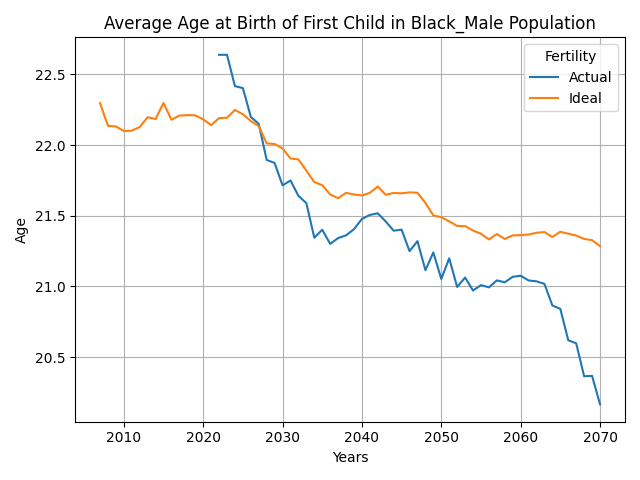 Average Age at Birth of First Child in Black_Male Population
Fertility
Actual
Ideal
22.5
22.0
21.5
21.0
20.5
Age
2010 2020 2030 2040 2050 2060 2070
Years